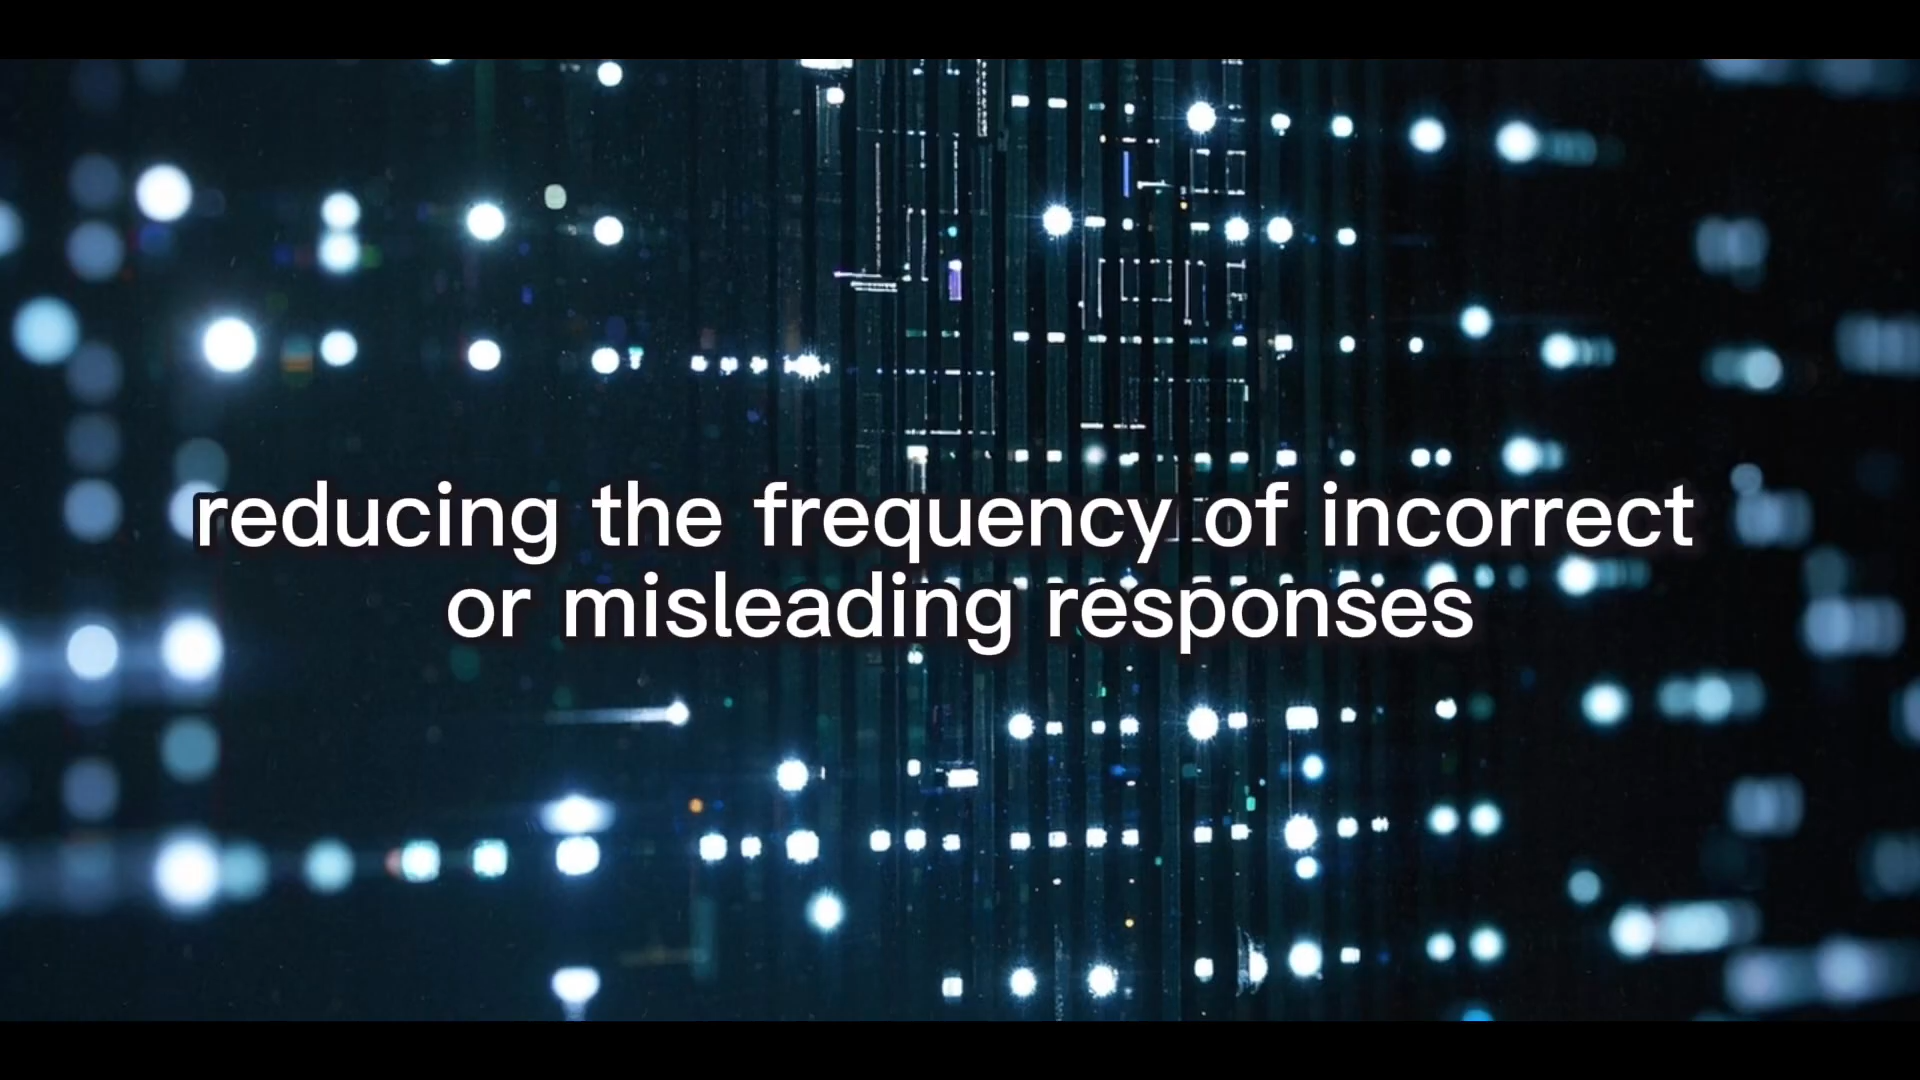 reducing the frequency of incorrect
or misleading responses